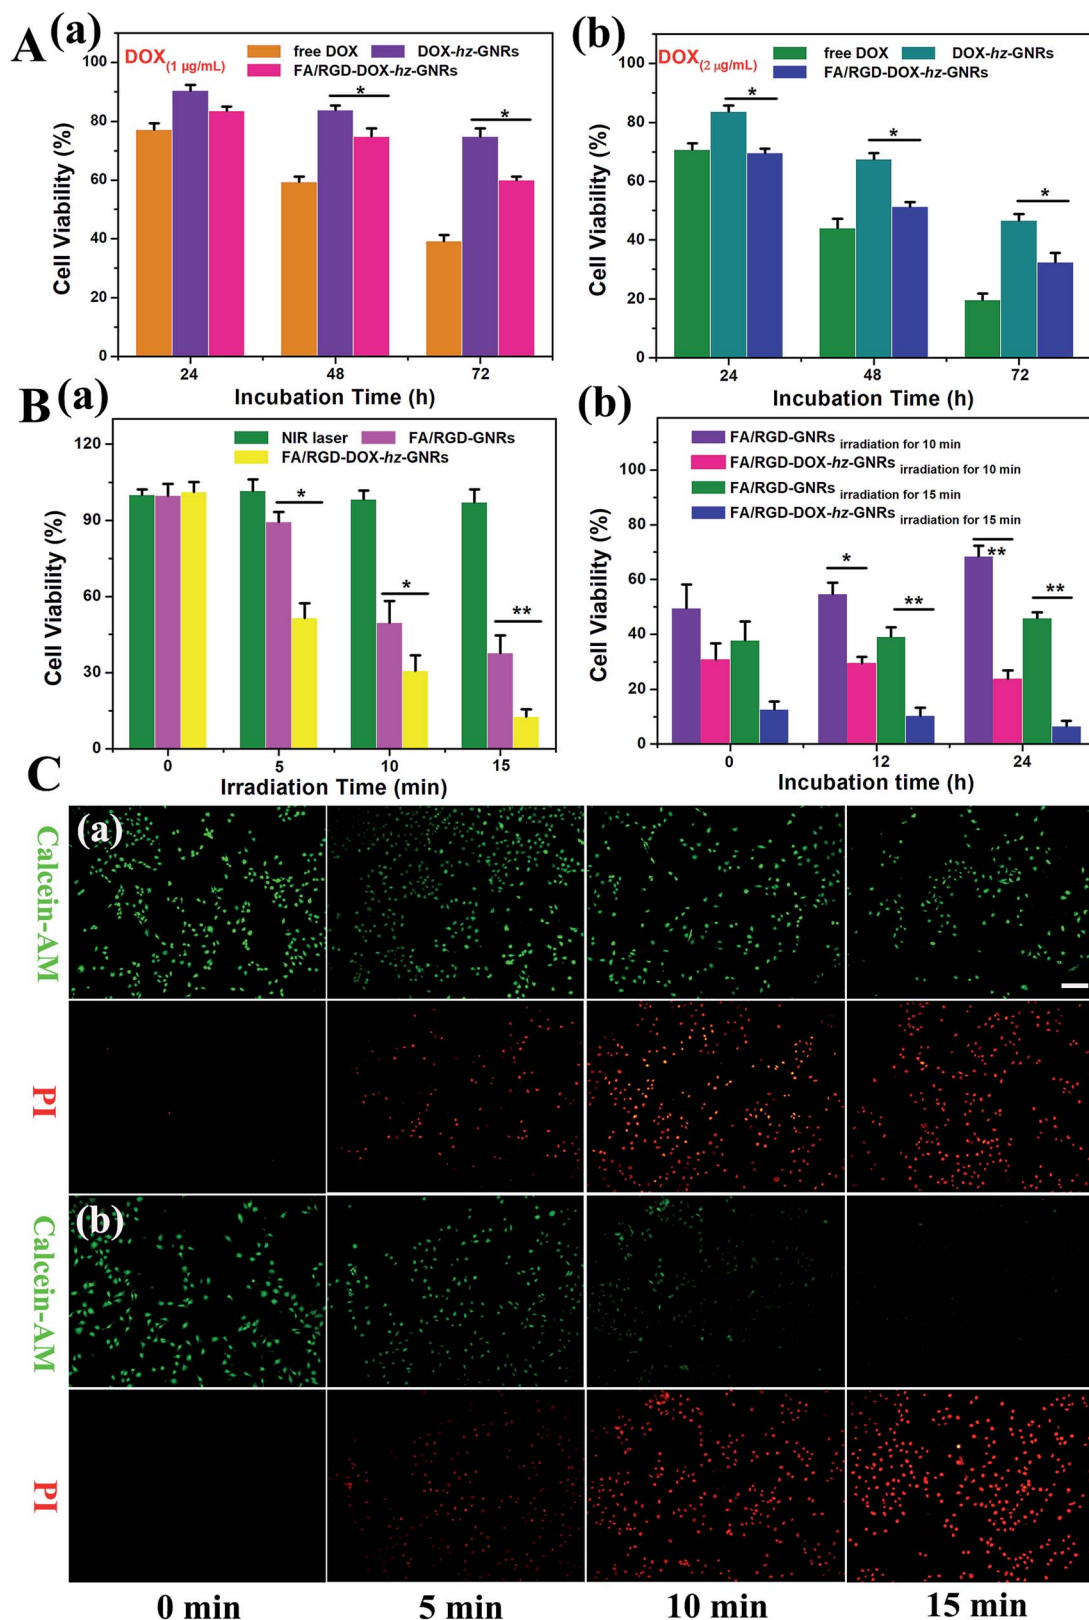 A
(a)
DOX(1 µg/mL)
free DOX
DOX-hz-GNRs
FA/RGD-DOX-hz-GNRs
*
*
Cell Viability (%)
100
80
60
40
20
0
24
48
72
Incubation Time (h)
(b)
DOX(2 µg/mL)
free DOX
DOX-hz-GNRs
FA/RGD-DOX-hz-GNRs
*
*
*
Cell Viability (%)
100
80
60
40
20
0
24
48
72
Incubation Time (h)
B
(a)
NIR laser
FA/RGD-GNRs
FA/RGD-DOX-hz-GNRs
*
*
**
Cell Viability (%)
120
90
60
30
0
0
5
10
15
Irradiation Time (min)
(b)
FA/RGD-GNRs irradiation for 10 min
FA/RGD-DOX-hz-GNRs irradiation for 10 min
FA/RGD-GNRs irradiation for 15 min
FA/RGD-DOX-hz-GNRs irradiation for 15 min
*
**
**
**
Cell Viability (%)
100
80
60
40
20
0
0
12
24
Incubation time (h)
C
(a)
Calcein-AM
PI
(b)
Calcein-AM
PI
0 min
5 min
10 min
15 min